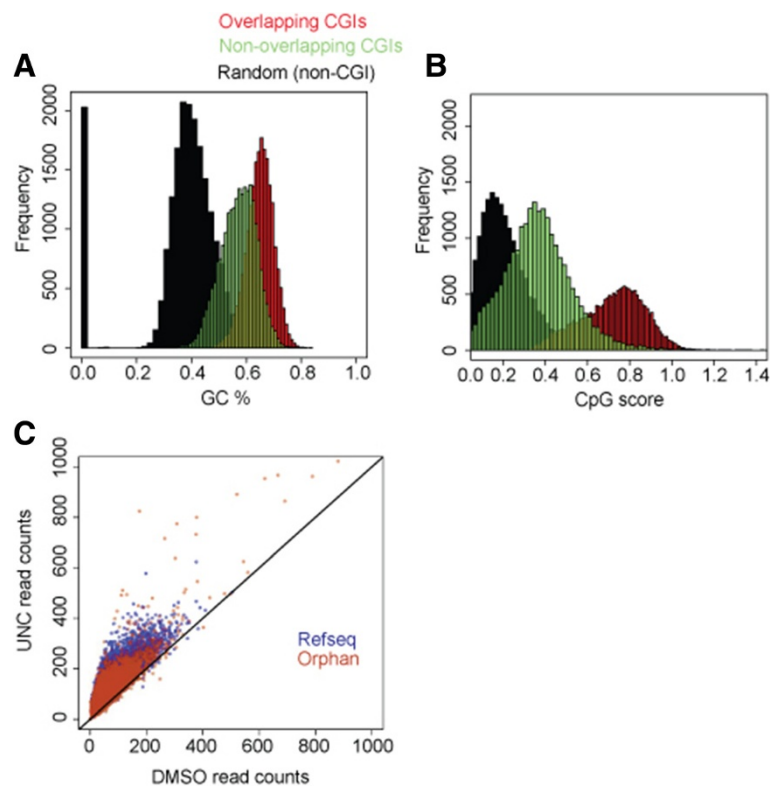 Overlapping CGIs
Non-overlapping CGIs
Random (non-CGI)
A
Frequency
0
500
1000
1500
2000
0.0 0.2 0.4 0.6 0.8 1.0
GC %
B
Frequency
0
500
1000
1500
2000
0.0 0.2 0.4 0.6 0.8 1.0 1.2 1.4
CpG score
C
UNC read counts
0
200
400
600
800
1000
Refseq
Orphan
0 200 400 600 800 1000
DMSO read counts